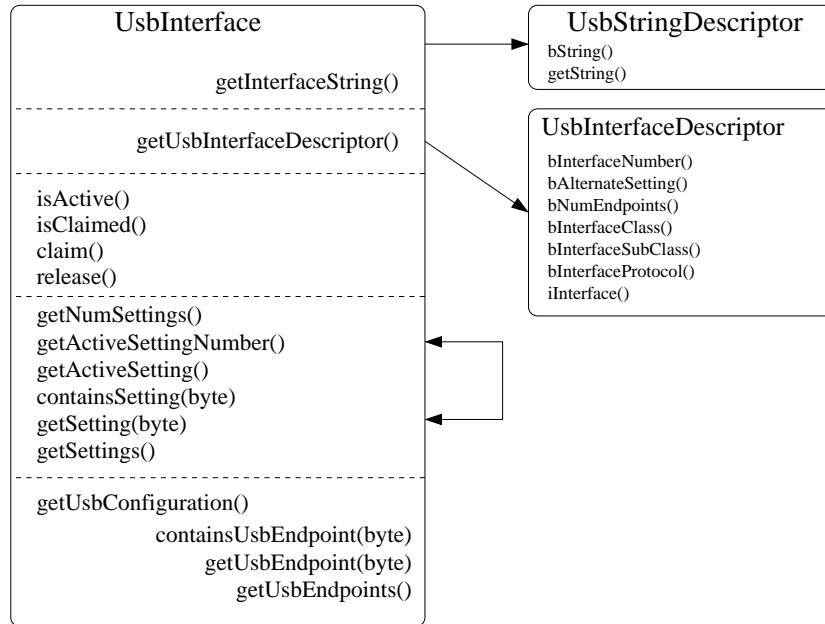 UsbInterface
getInterfaceString()
getUsbInterfaceDescriptor()
isActive()
isClaimed()
claim()
release()
getNumSettings()
getActiveSettingNumber()
getActiveSetting()
containsSetting(byte)
getSetting(byte)
getSettings()
getUsbConfiguration()
containsUsbEndpoint(byte)
getUsbEndpoint(byte)
getUsbEndpoints()
UsbStringDescriptor
bString()
getString()
UsbInterfaceDescriptor
bInterfaceNumber()
bAlternateSetting()
bNumEndpoints()
bInterfaceClass()
bInterfaceSubClass()
bInterfaceProtocol()
iInterface()